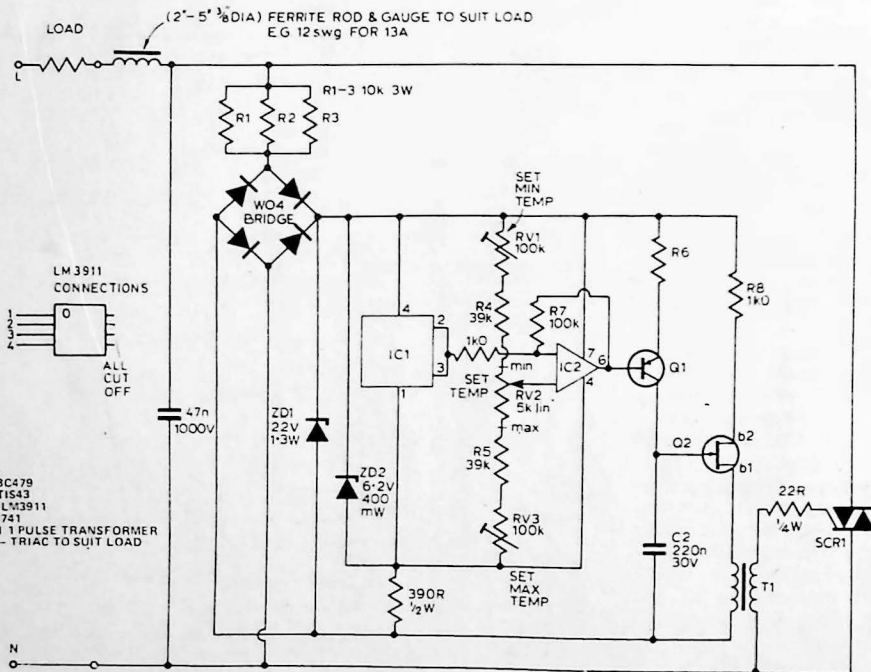 (2"-5" 3/8 DIA) FERRITE ROD & GAUGE TO SUIT LOAD
E.G 12swg FOR 13A
LOAD
L
R1-3 10k 3W
R1
R2
R3
WO4
BRIDGE
SET
MIN
TEMP
RV1
100k
R6
R8
1k0
LM3911
CONNECTIONS
1
2
3
4
O
ALL
CUT
OFF
R4
39k
R7
100k
4
2
IC1
3
1
1k0
min
7
6
IC2
4
Q1
SET
TEMP
RV2
5k lin
max
47n
1000V
ZD1
22V
1·3W
ZD2
6·2V
400
mW
R5
39k
Q2
b2
b1
RV3
100k
22R
1/4W
SCR1
C2
220n
30V
T1
SET
MAX
TEMP
390R
1/2W
BC479
TIS43
LM3911
741
1 PULSE TRANSFORMER
- TRIAC TO SUIT LOAD
N